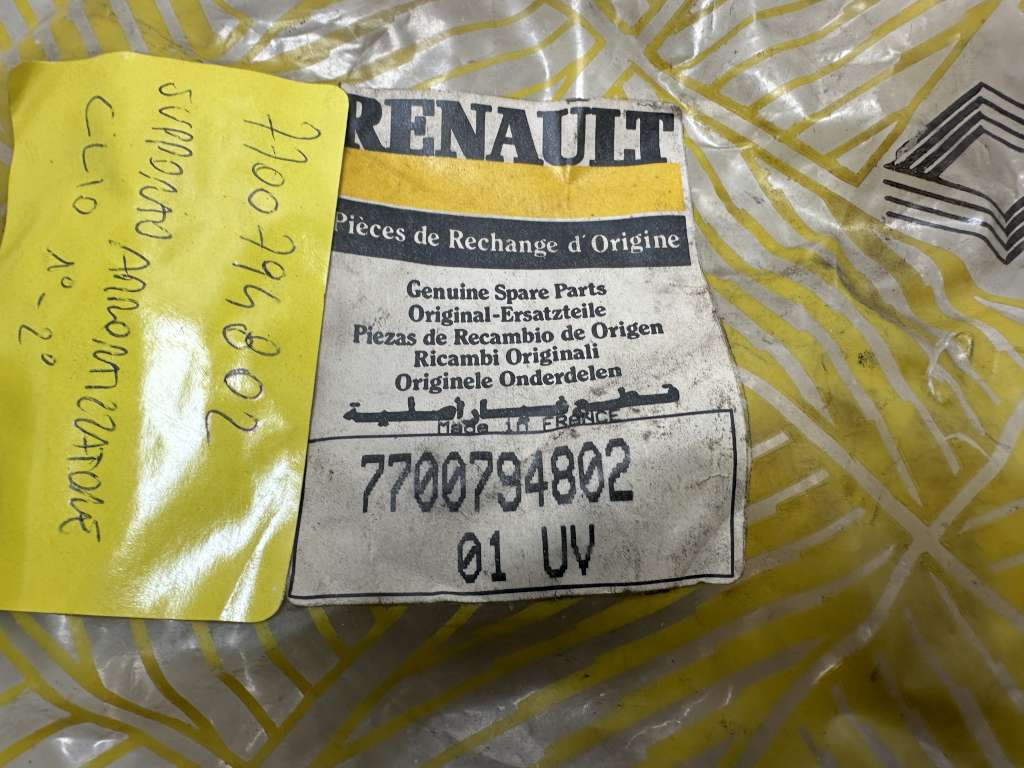 7700794802
SUPPORTO AMMORTIZZATORE
CLIO 1° - 2°
RENAULT
Pièces de Rechange d'Origine
Genuine Spare Parts
Original-Ersatzteile
Piezas de Recambio de Origen
Ricambi Originali
Originele Onderdelen
قطع غيار أصلية
Made in FRANCE
7700794802
01 UV